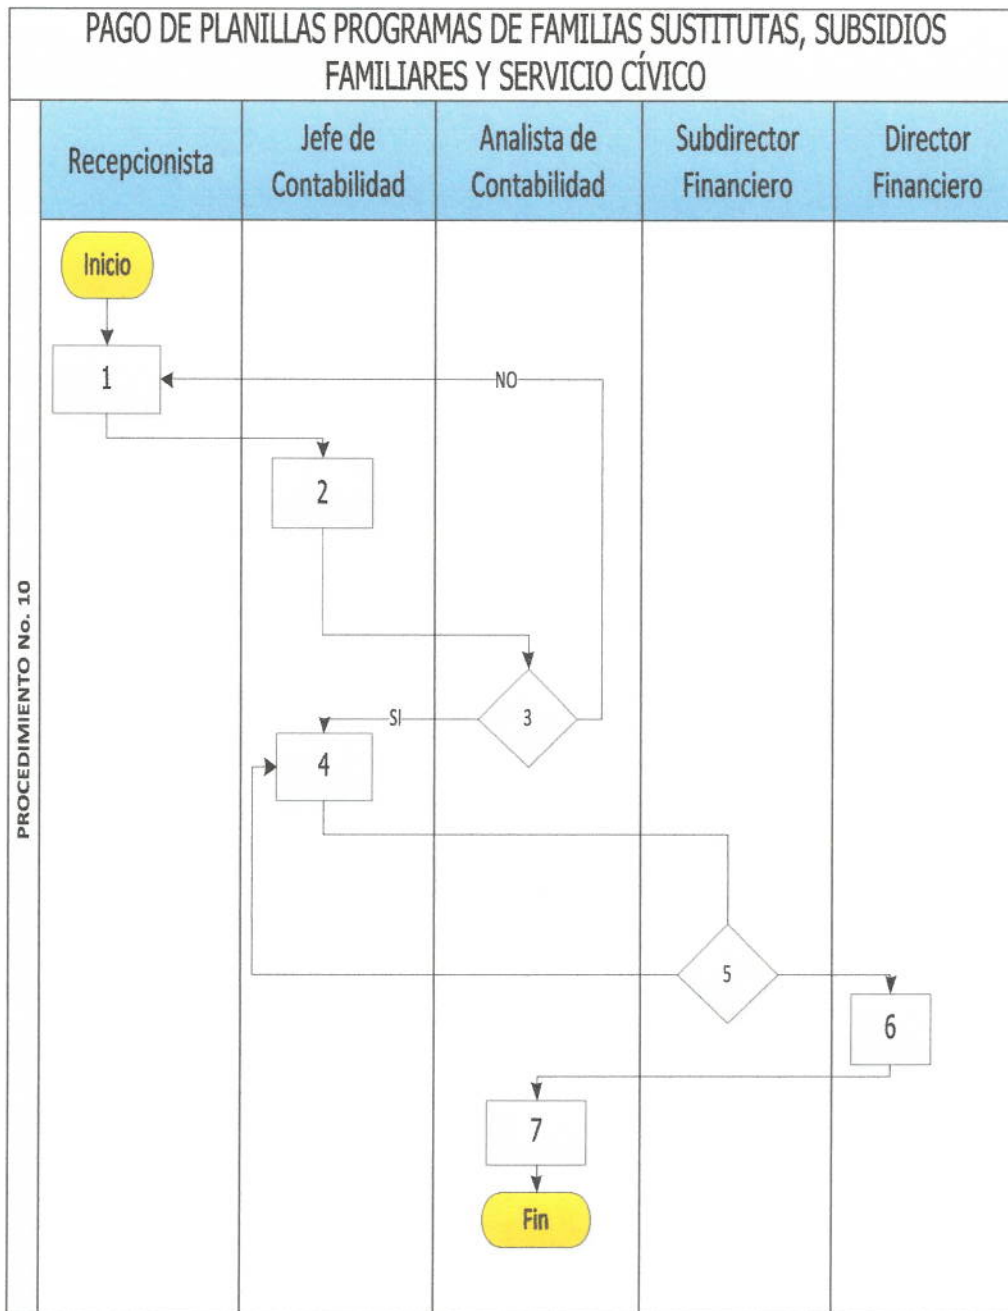 PAGO DE PLANILLAS PROGRAMAS DE FAMILIAS SUSTITUTAS, SUBSIDIOS
FAMILIARES Y SERVICIO CÍVICO
PROCEDIMIENTO No. 10
Recepcionista
Jefe de
Contabilidad
Analista de
Contabilidad
Subdirector
Financiero
Director
Financiero
Inicio
1
NO
2
3
SI
4
5
6
7
Fin